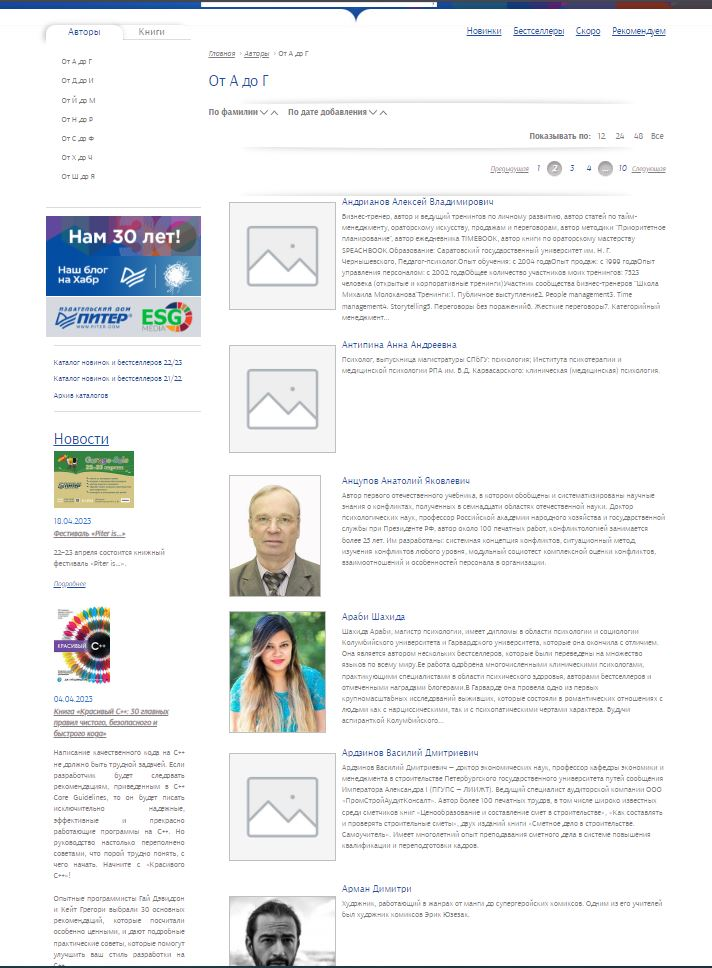 Авторы
Книги
Новинки Бестселлеры Скоро Рекомендуем
От А до Г
От Д до И
От Й до М
От Н до Р
От С до Ф
От Х до Ч
От Ш до Я
Нам 30 лет!
Наш блог
на Хабр
ИЗДАТЕЛЬСКИЙ ДОМ
ПИТЕР®
WWW.PITER.COM
ESG
MEDIA
Каталог новинок и бестселлеров 22/23
Каталог новинок и бестселлеров 21/22
Архив каталогов
Новости
22-23 апреля
18.04.2023
Фестиваль «Piter is...»
22–23 апреля состоится книжный
фестиваль «Piter is...».
Подробнее
КРАСИВЫЙ C++
04.04.2023
Книга «Красивый C++: 30 главных
правил чистого, безопасного и
быстрого кода»
Написание качественного кода на C++
не должно быть трудной задачей. Если
разработчик будет следовать
рекомендациям, приведенным в C++
Core Guidelines, то он будет писать
исключительно надежные,
эффективные и прекрасно
работающие программы на C++. Но
руководство настолько переполнено
советами, что порой трудно понять, с
чего начать. Начните с «Красивого
C++»!
Опытные программисты Гай Дэвидсон
и Кейт Грегори выбрали 30 основных
рекомендаций, которые посчитали
особенно ценными, и дают подробные
практические советы, которые помогут
улучшить ваш стиль разработки на
C++.
Главная › Авторы › От А до Г
От А до Г
По фамилии По дате добавления
Показывать по: 12 24 48 Все
Предыдущая 1 2 3 4 ... 10 Следующая
Андрианов Алексей Владимирович
Бизнес-тренер, автор и ведущий тренингов по личному развитию, автор статей по тайм-
менеджменту, ораторскому искусству, продажам и переговорам, автор методики "Приоритетное
планирование", автор ежедневника TIMEBOOK, автор книги по ораторскому мастерству
SPEACHBOOK.Образование: Саратовский государственный университет им. Н. Г.
Чернышевского, Педагог-психолог.Опыт обучения: с 2004 годаОпыт продаж: с 1999 годаОпыт
управления персоналом: с 2002 годаОбщее количество участников моих тренингов: 7523
человека (открытые и корпоративные тренинги)Участник сообщества бизнес-тренеров "Школа
Михаила Молоканова"Тренинги:1. Публичное выступление2. People management3. Time
management4. Storytelling5. Переговоры без поражений6. Жесткие переговоры7. Категорийный
менеджмент...
Антипина Анна Андреевна
Психолог, выпускница магистратуры СПбГУ: психология; Института психотерапии и
медицинской психологии РПА им. Б.Д. Карвасарского: клиническая (медицинская) психология.
Анцупов Анатолий Яковлевич
Автор первого отечественного учебника, в котором обобщены и систематизированы научные
знания о конфликтах, полученных в семнадцати областях отечественной науки. Доктор
психологических наук, профессор Российской академии народного хозяйства и государственной
службы при Президенте РФ, автор около 100 печатных работ, конфликтологией занимается
более 25 лет. Им разработаны: системная концепция конфликтов, ситуационный метод
изучения конфликтов любого уровня, модульный социотест комплексной оценки конфликтов,
взаимоотношений и особенностей персонала в организации.
Араби Шахида
Шахида Араби, магистр психологии, имеет дипломы в области психологии и социологии
Колумбийского университета и Гарвардского университета, которые она окончила с отличием.
Она является автором нескольких бестселлеров, которые были переведены на множество
языков по всему миру.Ее работа одобрена многочисленными клиническими психологами,
практикующими специалистами в области психического здоровья, авторами бестселлеров и
отмеченными наградами блогерами.В Гарварде она провела одно из первых
крупномасштабных исследований выживших, которые состояли в романтических отношениях с
людьми как с нарциссическими, так и с психопатическими чертами характера. Будучи
аспиранткой Колумбийского...
Ардзинов Василий Дмитриевич
Ардзинов Василий Дмитриевич — доктор экономических наук, профессор кафедры экономики и
менеджмента в строительстве Петербургского государственного университета путей сообщения
Императора Александра I (ПГУПС — ЛИИЖТ). Ведущий специалист аудиторской компании ООО
«ПромСтройАудитКонсалт». Автор более 100 печатных трудов, в том числе широко известных
среди сметчиков книг «Ценообразование и составление смет в строительстве», «Как составлять
и проверять строительные сметы», двух изданий книги «Сметное дело в строительстве.
Самоучитель». Имеет многолетний опыт преподавания сметного дела в системе повышения
квалификации и переподготовки кадров.
Арман Димитри
Художник, работающий в жанрах от манги до супергеройских комиксов. Одним из его учителей
был художник комиксов Эрик Юзезак.